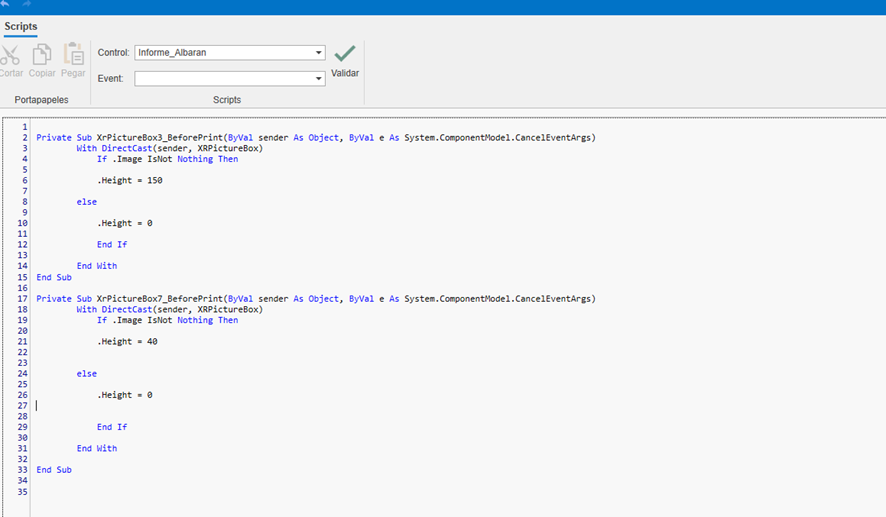 Scripts
Control: Informe_Albaran
Event:
Cortar Copiar Pegar Validar
Portapapeles Scripts
1
2 Private Sub XrPictureBox3_BeforePrint(ByVal sender As Object, ByVal e As System.ComponentModel.CancelEventArgs)
3 With DirectCast(sender, XRPictureBox)
4 If .Image IsNot Nothing Then
5
6 .Height = 150
7
8 else
9
10 .Height = 0
11
12 End If
13
14 End With
15 End Sub
16
17 Private Sub XrPictureBox7_BeforePrint(ByVal sender As Object, ByVal e As System.ComponentModel.CancelEventArgs)
18 With DirectCast(sender, XRPictureBox)
19 If .Image IsNot Nothing Then
20
21 .Height = 40
22
23
24 else
25
26 .Height = 0
27
28
29 End If
30
31 End With
32
33 End Sub
34
35